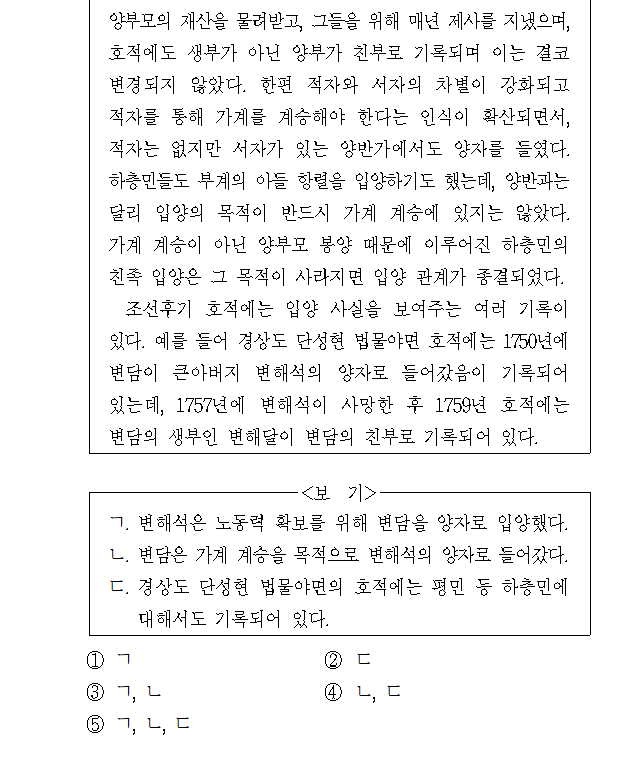 양부모의 재산을 물려받고, 그들을 위해 매년 제사를 지냈으며,
호적에도 생부가 아닌 양부가 친부로 기록되며 이는 결코
변경되지 않았다. 한편 적자와 서자의 차별이 강화되고
적자를 통해 가계를 계승해야 한다는 인식이 확산되면서,
적자는 없지만 서자가 있는 양반가에서도 양자를 들였다.
하층민들도 부계의 아들 항렬을 입양하기도 했는데, 양반과는
달리 입양의 목적이 반드시 가계 계승에 있지는 않았다.
가계 계승이 아닌 양부모 봉양 때문에 이루어진 하층민의
친족 입양은 그 목적이 사라지면 입양 관계가 종결되었다.
조선후기 호적에는 입양 사실을 보여주는 여러 기록이
있다. 예를 들어 경상도 단성현 법물야면 호적에는 1750년에
변담이 큰아버지 변해석의 양자로 들어갔음이 기록되어
있는데, 1757년에 변해석이 사망한 후 1759년 호적에는
변담의 생부인 변해달이 변담의 친부로 기록되어 있다.
<보 기>
ㄱ. 변해석은 노동력 확보를 위해 변담을 양자로 입양했다.
ㄴ. 변담은 가계 계승을 목적으로 변해석의 양자로 들어갔다.
ㄷ. 경상도 단성현 법물야면의 호적에는 평민 등 하층민에
대해서도 기록되어 있다.
① ㄱ ② ㄷ
③ ㄱ, ㄴ ④ ㄴ, ㄷ
⑤ ㄱ, ㄴ, ㄷ